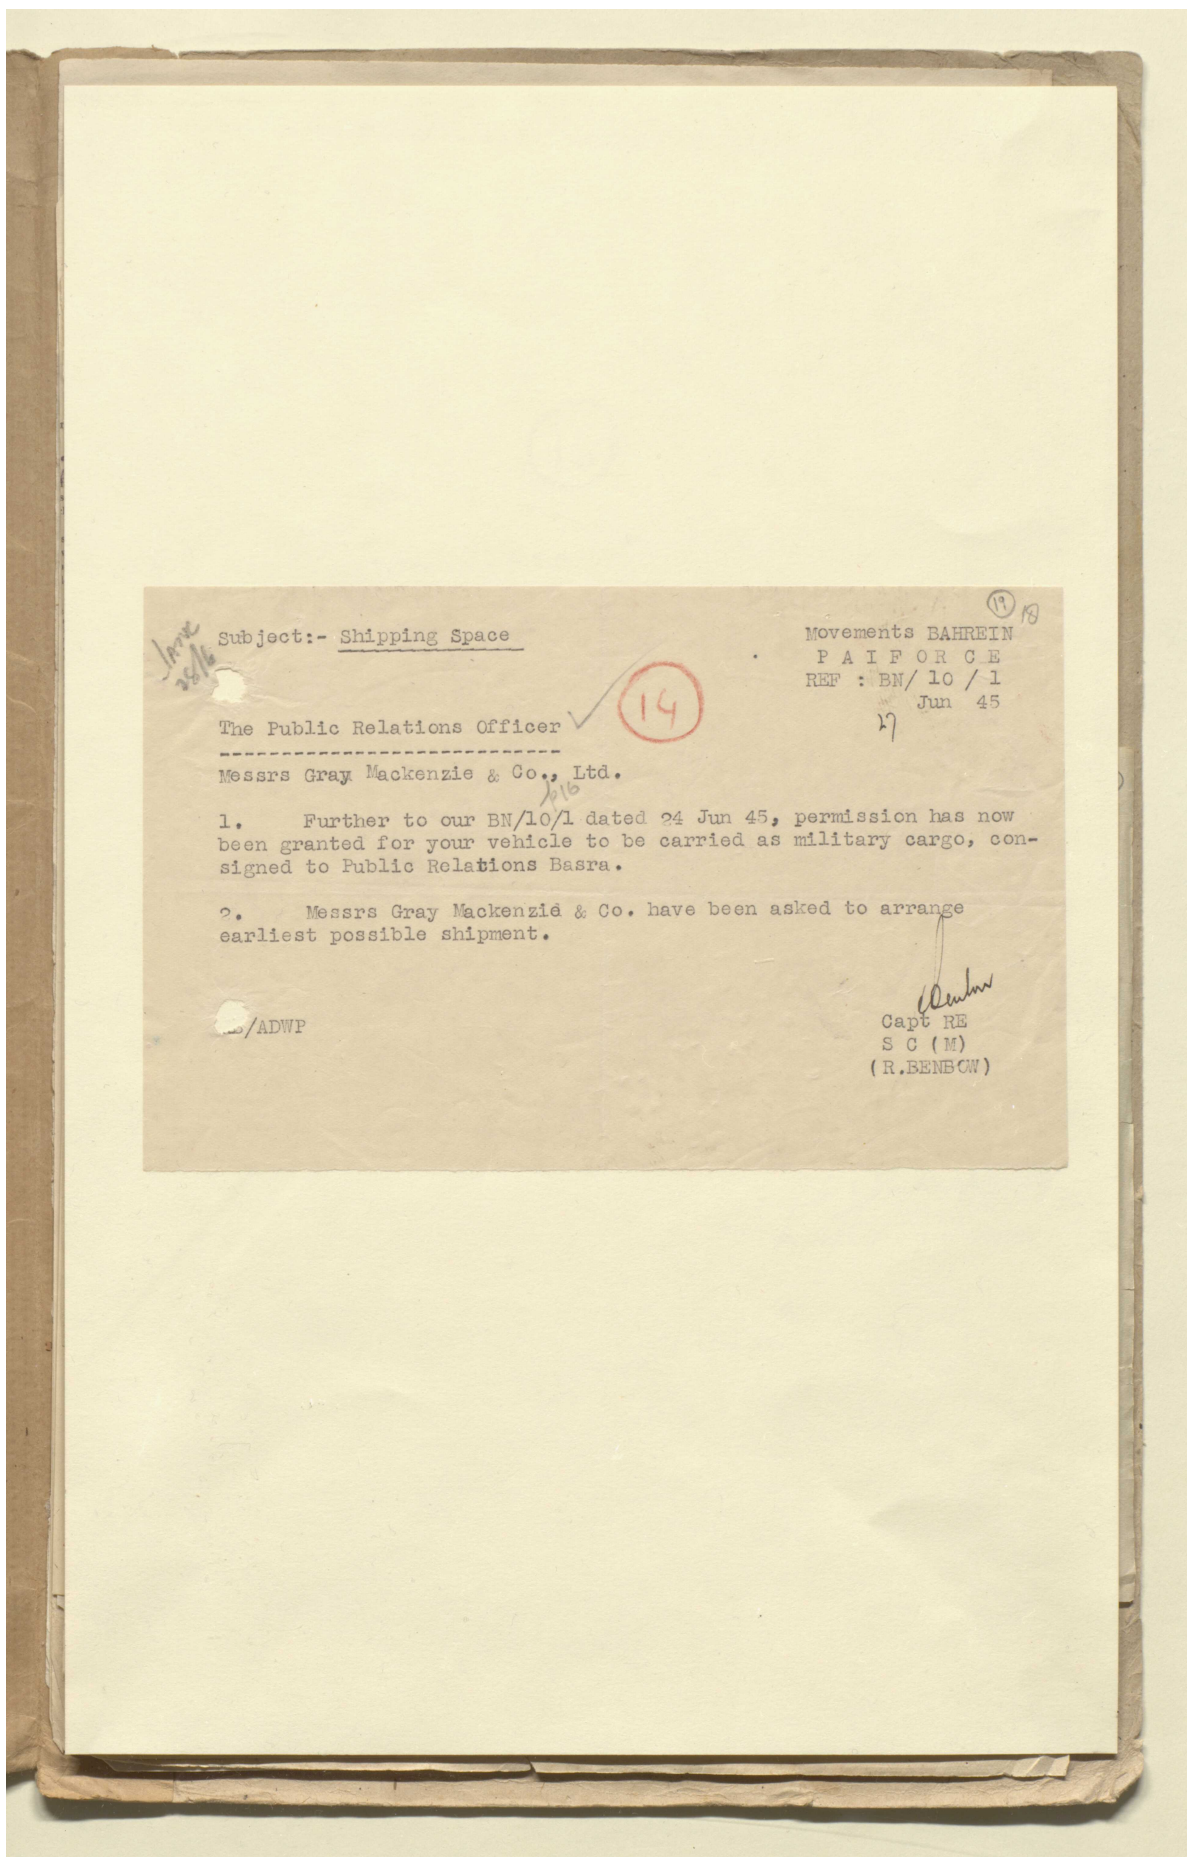 19
18
28/6
Subject:- Shipping Space
Movements BAHREIN
P A I F O R C E
REF : BN/ 10 / 1
27 Jun 45
14
The Public Relations Officer
Messrs Gray Mackenzie & Co., Ltd.
p16
1. Further to our BN/10/1 dated 24 Jun 45, permission has now
been granted for your vehicle to be carried as military cargo, con-
signed to Public Relations Basra.
2. Messrs Gray Mackenzie & Co. have been asked to arrange
earliest possible shipment.
Benbow
/ADWP
Capt RE
S C (M)
(R.BENBOW)